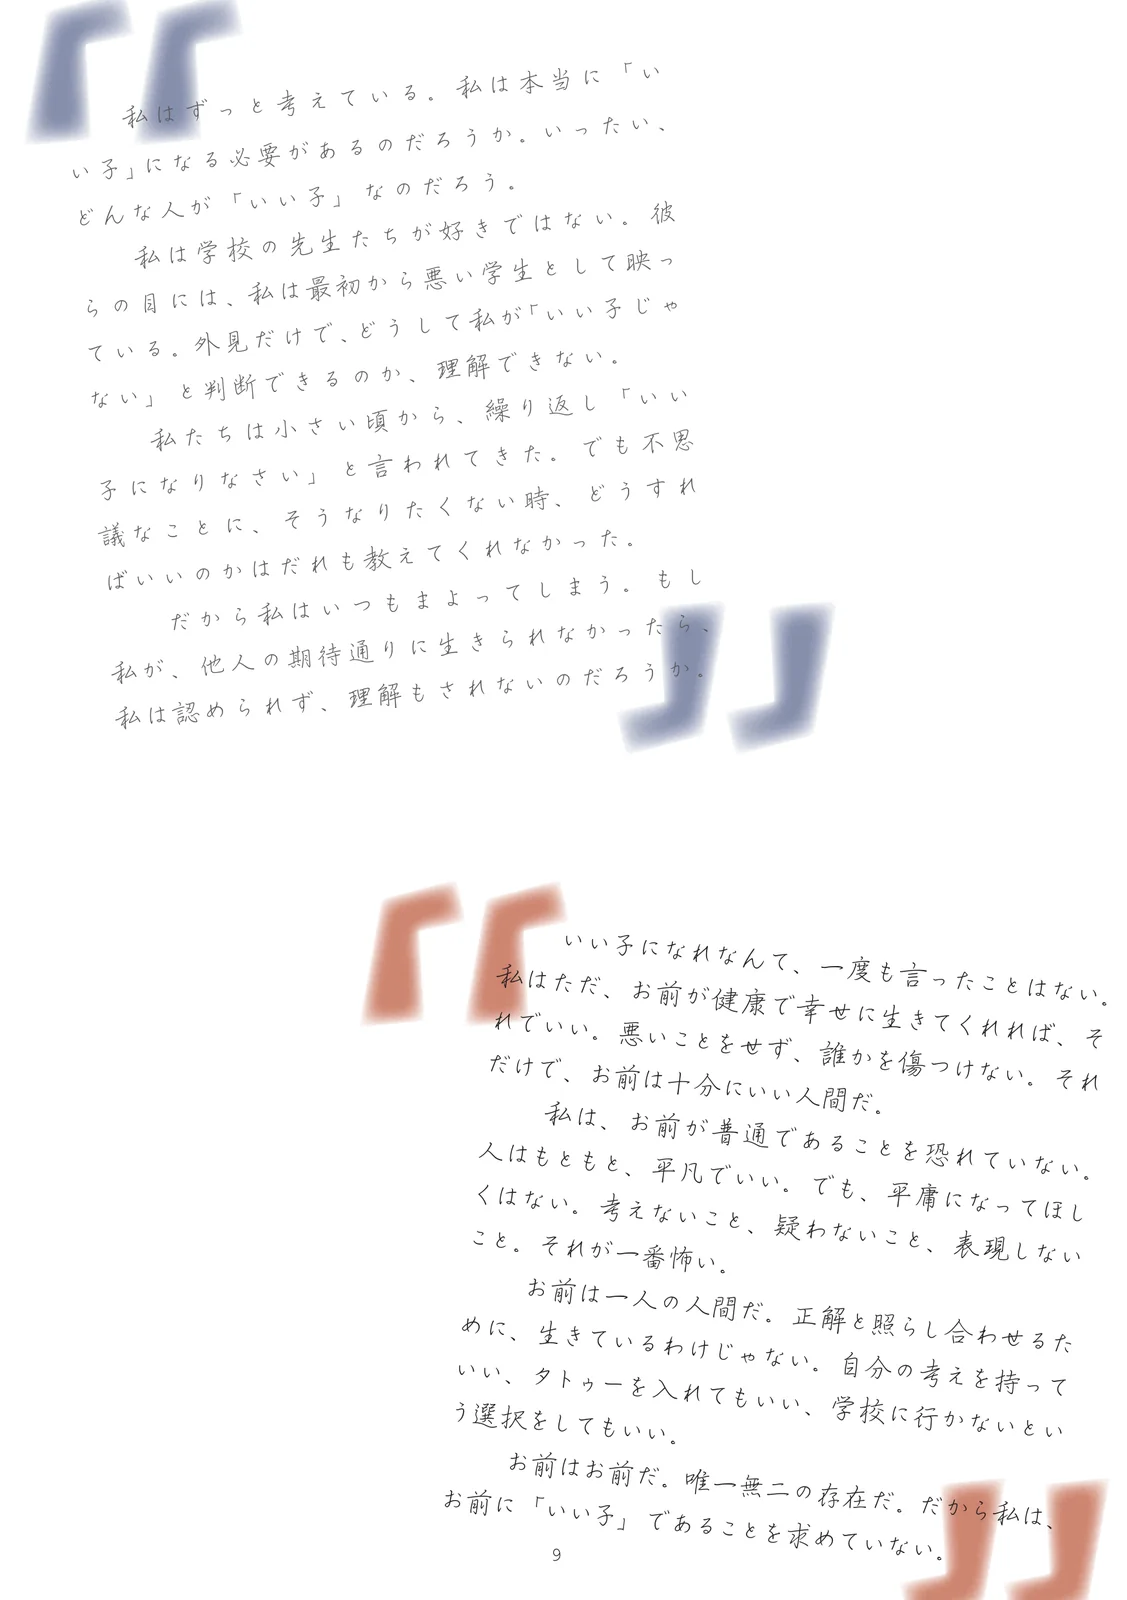 私はずっと考えている。私は本当に「い
い子」になる必要があるのだろうか。いったい、
どんな人が「いい子」なのだろう。
私は学校の先生たちが好きではない。彼
らの目には、私は最初から悪い学生として映っ
ている。外見だけで、どうして私が「いい子じゃ
ない」と判断できるのか、理解できない。
私たちは小さい頃から、繰り返し「いい
子になりなさい」と言われてきた。でも不思
議なことに、そうなりたくない時、どうすれ
ばいいのかはだれも教えてくれなかった。
だから私はいつもまよってしまう。もし
私が、他人の期待通りに生きられなかったら、
私は認められず、理解もされないのだろうか。
いい子になれなんて、一度も言ったことはない。
私はただ、お前が健康で幸せに生きてくれれば、そ
れでいい。悪いことをせず、誰かを傷つけない。それ
だけで、お前は十分にいい人間だ。
私は、お前が普通であることを恐れていない。
人はもともと、平凡でいい。でも、平庸になってほし
くはない。考えないこと、疑わないこと、表現しない
こと。それが一番怖い。
お前は一人の人間だ。正解と照らし合わせるた
めに、生きているわけじゃない。自分の考えを持って
いい、タトゥーを入れてもいい、学校に行かないとい
う選択をしてもいい。
お前はお前だ。唯一無二の存在だ。だから私は、
お前に「いい子」であることを求めていない。
9